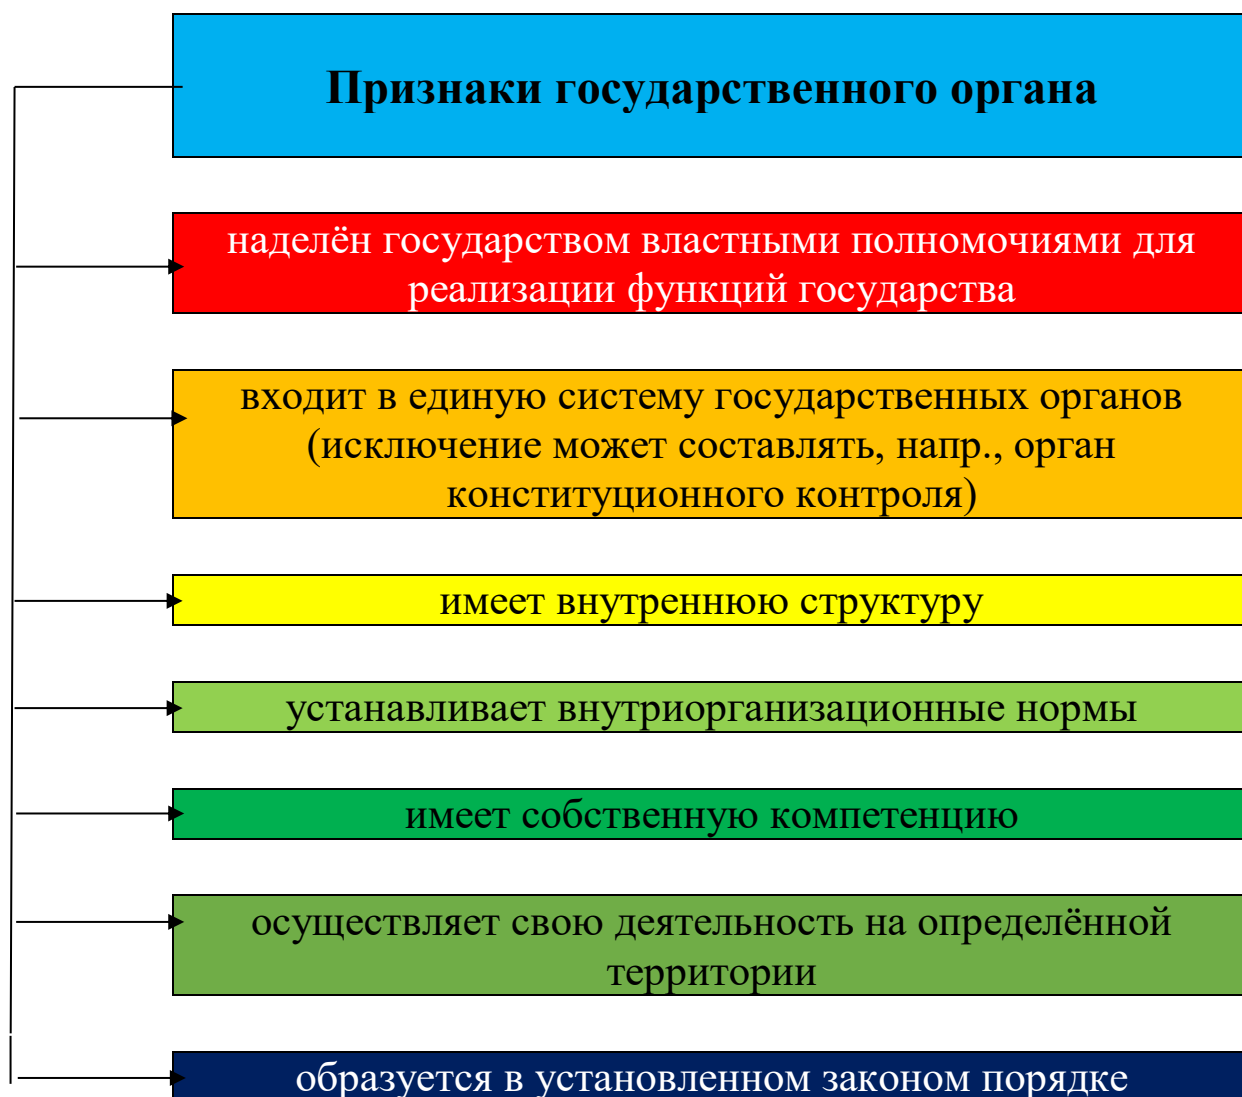 Признаки государственного органа
наделён государством властными полномочиями для
реализации функций государства
входит в единую систему государственных органов
(исключение может составлять, напр., орган
конституционного контроля)
имеет внутреннюю структуру
устанавливает внутриорганизационные нормы
имеет собственную компетенцию
осуществляет свою деятельность на определённой
территории
образуется в установленном законом порядке